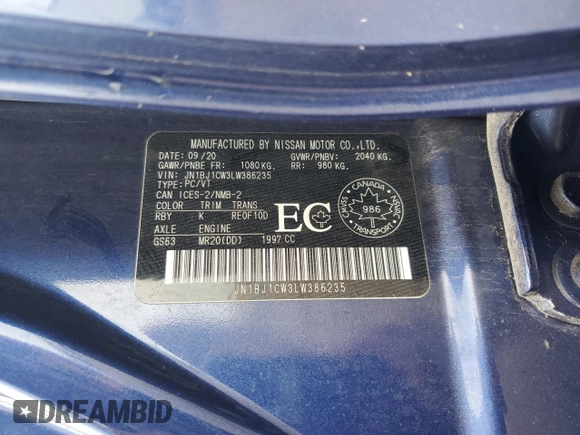 MANUFACTURED BY NISSAN MOTOR CO.,LTD.
DATE: 09/20 GVWR/PNBV: 2040 KG.
GAWR/PNBE FR: 1080 KG. RR: 980 KG.
VIN: JN1BJ1CW3LW386235
TYPE: PC/VT
CAN ICES-2/NMB-2
COLOR TRIM TRANS
RBY K RE0F10D
AXLE ENGINE
GS63 MR20(DD) 1997 CC
EC
CANADA
CMVSS 986 NSVAC
TRANSPORT
JN1BJ1CW3LW386235
DREAMBID